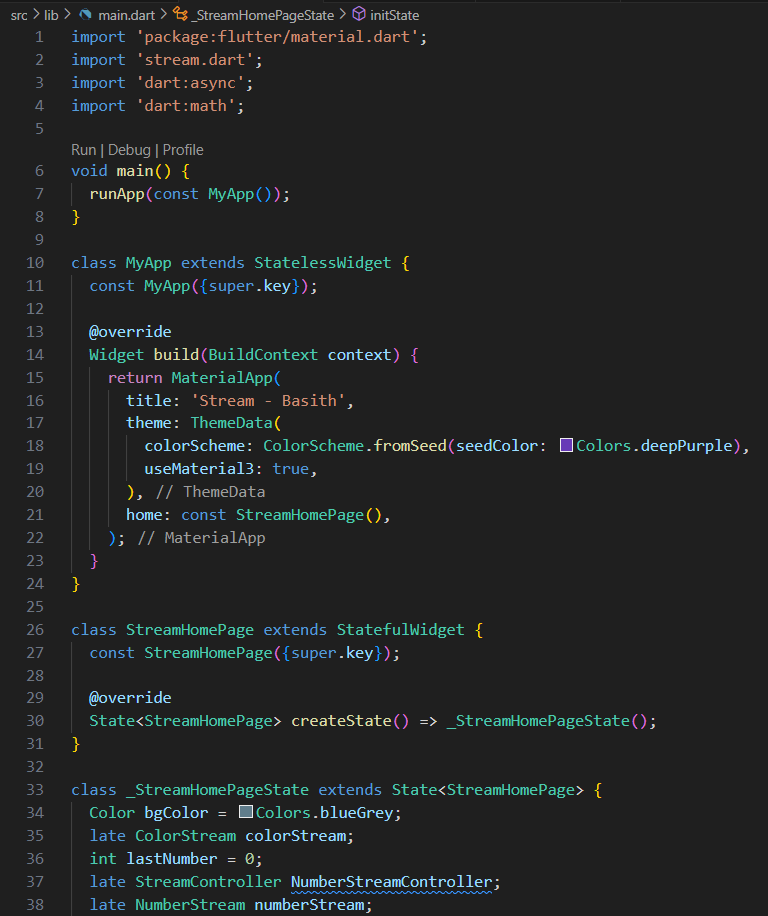 src > lib > main.dart > _StreamHomePageState > initState
1 import 'package:flutter/material.dart';
2 import 'stream.dart';
3 import 'dart:async';
4 import 'dart:math';
5
Run | Debug | Profile
6 void main() {
7   runApp(const MyApp());
8 }
9
10 class MyApp extends StatelessWidget {
11   const MyApp({super.key});
12
13   @override
14   Widget build(BuildContext context) {
15     return MaterialApp(
16       title: 'Stream - Basith',
17       theme: ThemeData(
18         colorScheme: ColorScheme.fromSeed(seedColor: Colors.deepPurple),
19         useMaterial3: true,
20       ), // ThemeData
21       home: const StreamHomePage(),
22     ); // MaterialApp
23   }
24 }
25
26 class StreamHomePage extends StatefulWidget {
27   const StreamHomePage({super.key});
28
29   @override
30   State<StreamHomePage> createState() => _StreamHomePageState();
31 }
32
33 class _StreamHomePageState extends State<StreamHomePage> {
34   Color bgColor = Colors.blueGrey;
35   late ColorStream colorStream;
36   int lastNumber = 0;
37   late StreamController NumberStreamController;
38   late NumberStream numberStream;